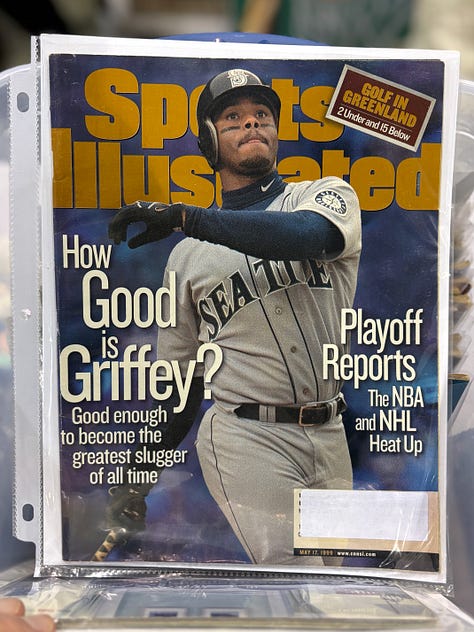 Sports
Illustrated
GOLF IN
GREENLAND
2 Under and 15 Below
SEATTLE
How
Good
is
Griffey?
Good enough
to become the
greatest slugger
of all time
Playoff
Reports
The NBA
and NHL
Heat Up
MAY 17, 1999 www.cnnsi.com